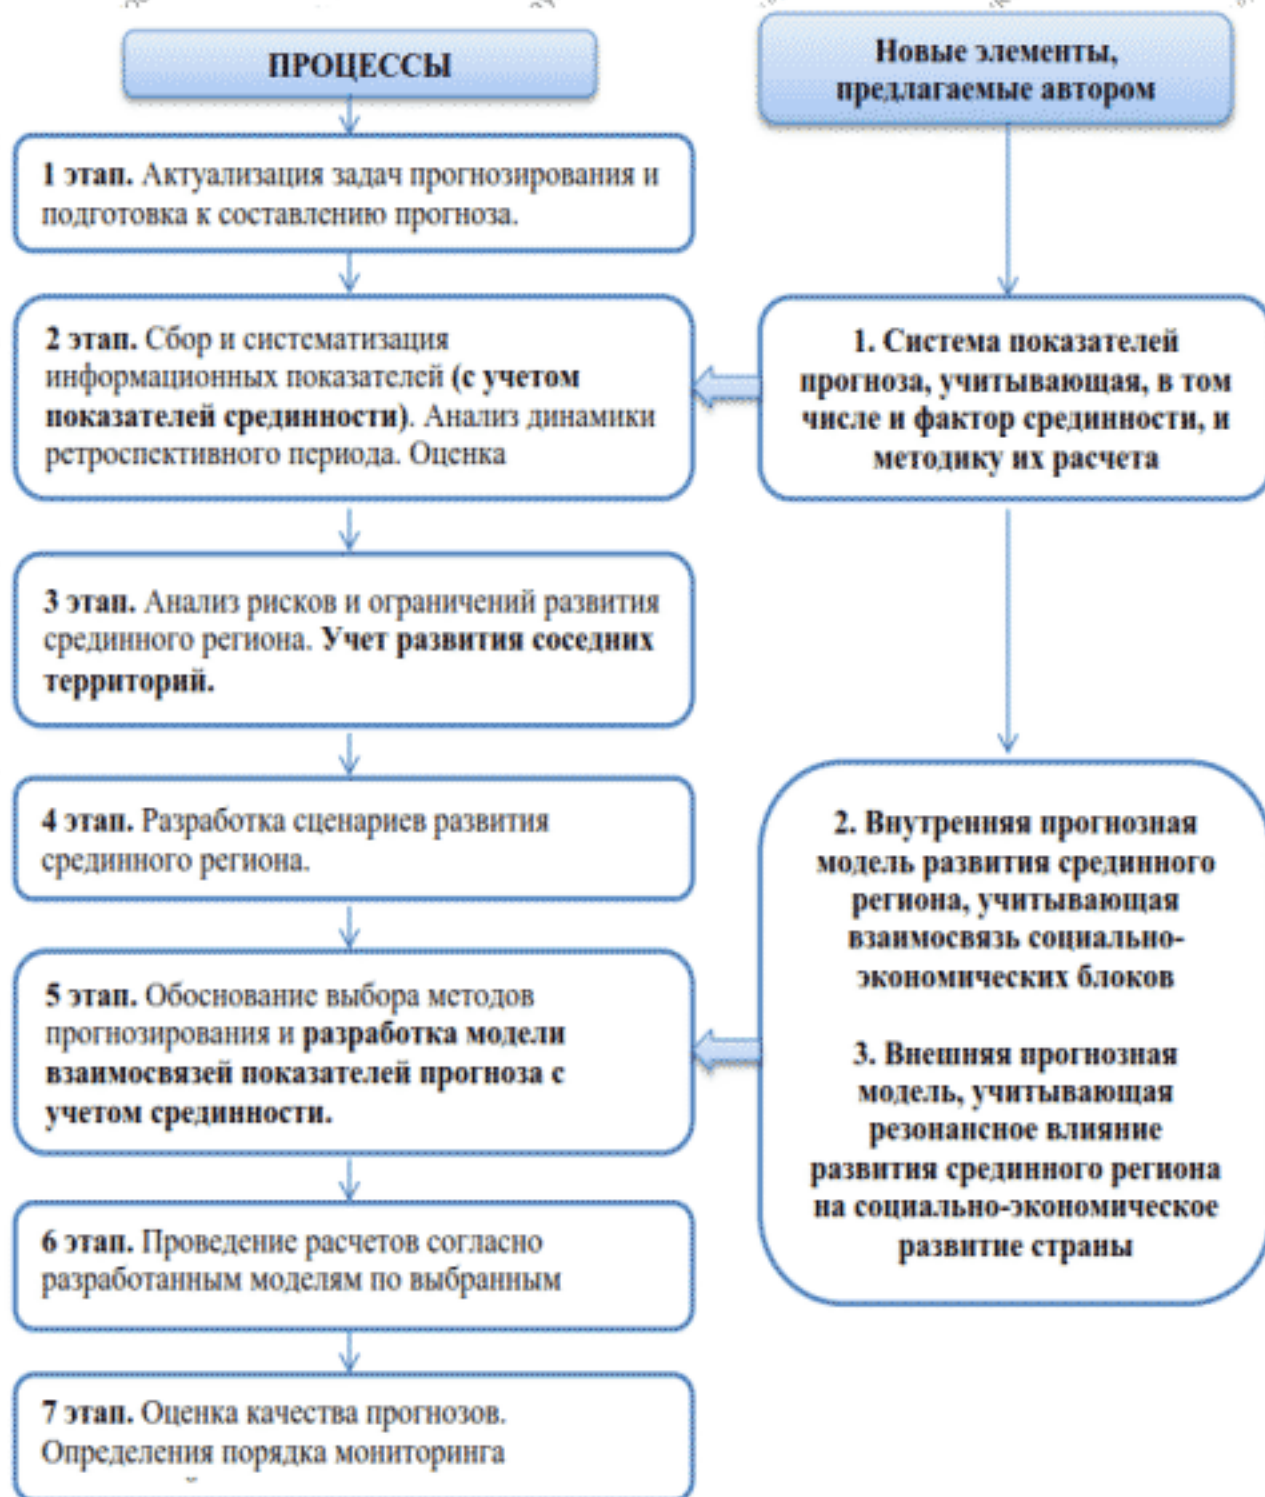 ПРОЦЕССЫ
1 этап. Актуализация задач прогнозирования и
подготовка к составлению прогноза.
2 этап. Сбор и систематизация
информационных показателей (с учетом
показателей срединности). Анализ динамики
ретроспективного периода. Оценка
3 этап. Анализ рисков и ограничений развития
срединного региона. Учет развития соседних
территорий.
4 этап. Разработка сценариев развития
срединного региона.
5 этап. Обоснование выбора методов
прогнозирования и разработка модели
взаимосвязей показателей прогноза с
учетом срединности.
6 этап. Проведение расчетов согласно
разработанным моделям по выбранным
7 этап. Оценка качества прогнозов.
Определения порядка мониторинга
Новые элементы,
предлагаемые автором
1. Система показателей
прогноза, учитывающая, в том
числе и фактор срединности, и
методику их расчета
2. Внутренняя прогнозная
модель развития срединного
региона, учитывающая
взаимосвязь социально-
экономических блоков
3. Внешняя прогнозная
модель, учитывающая
резонансное влияние
развития срединного региона
на социально-экономическое
развитие страны